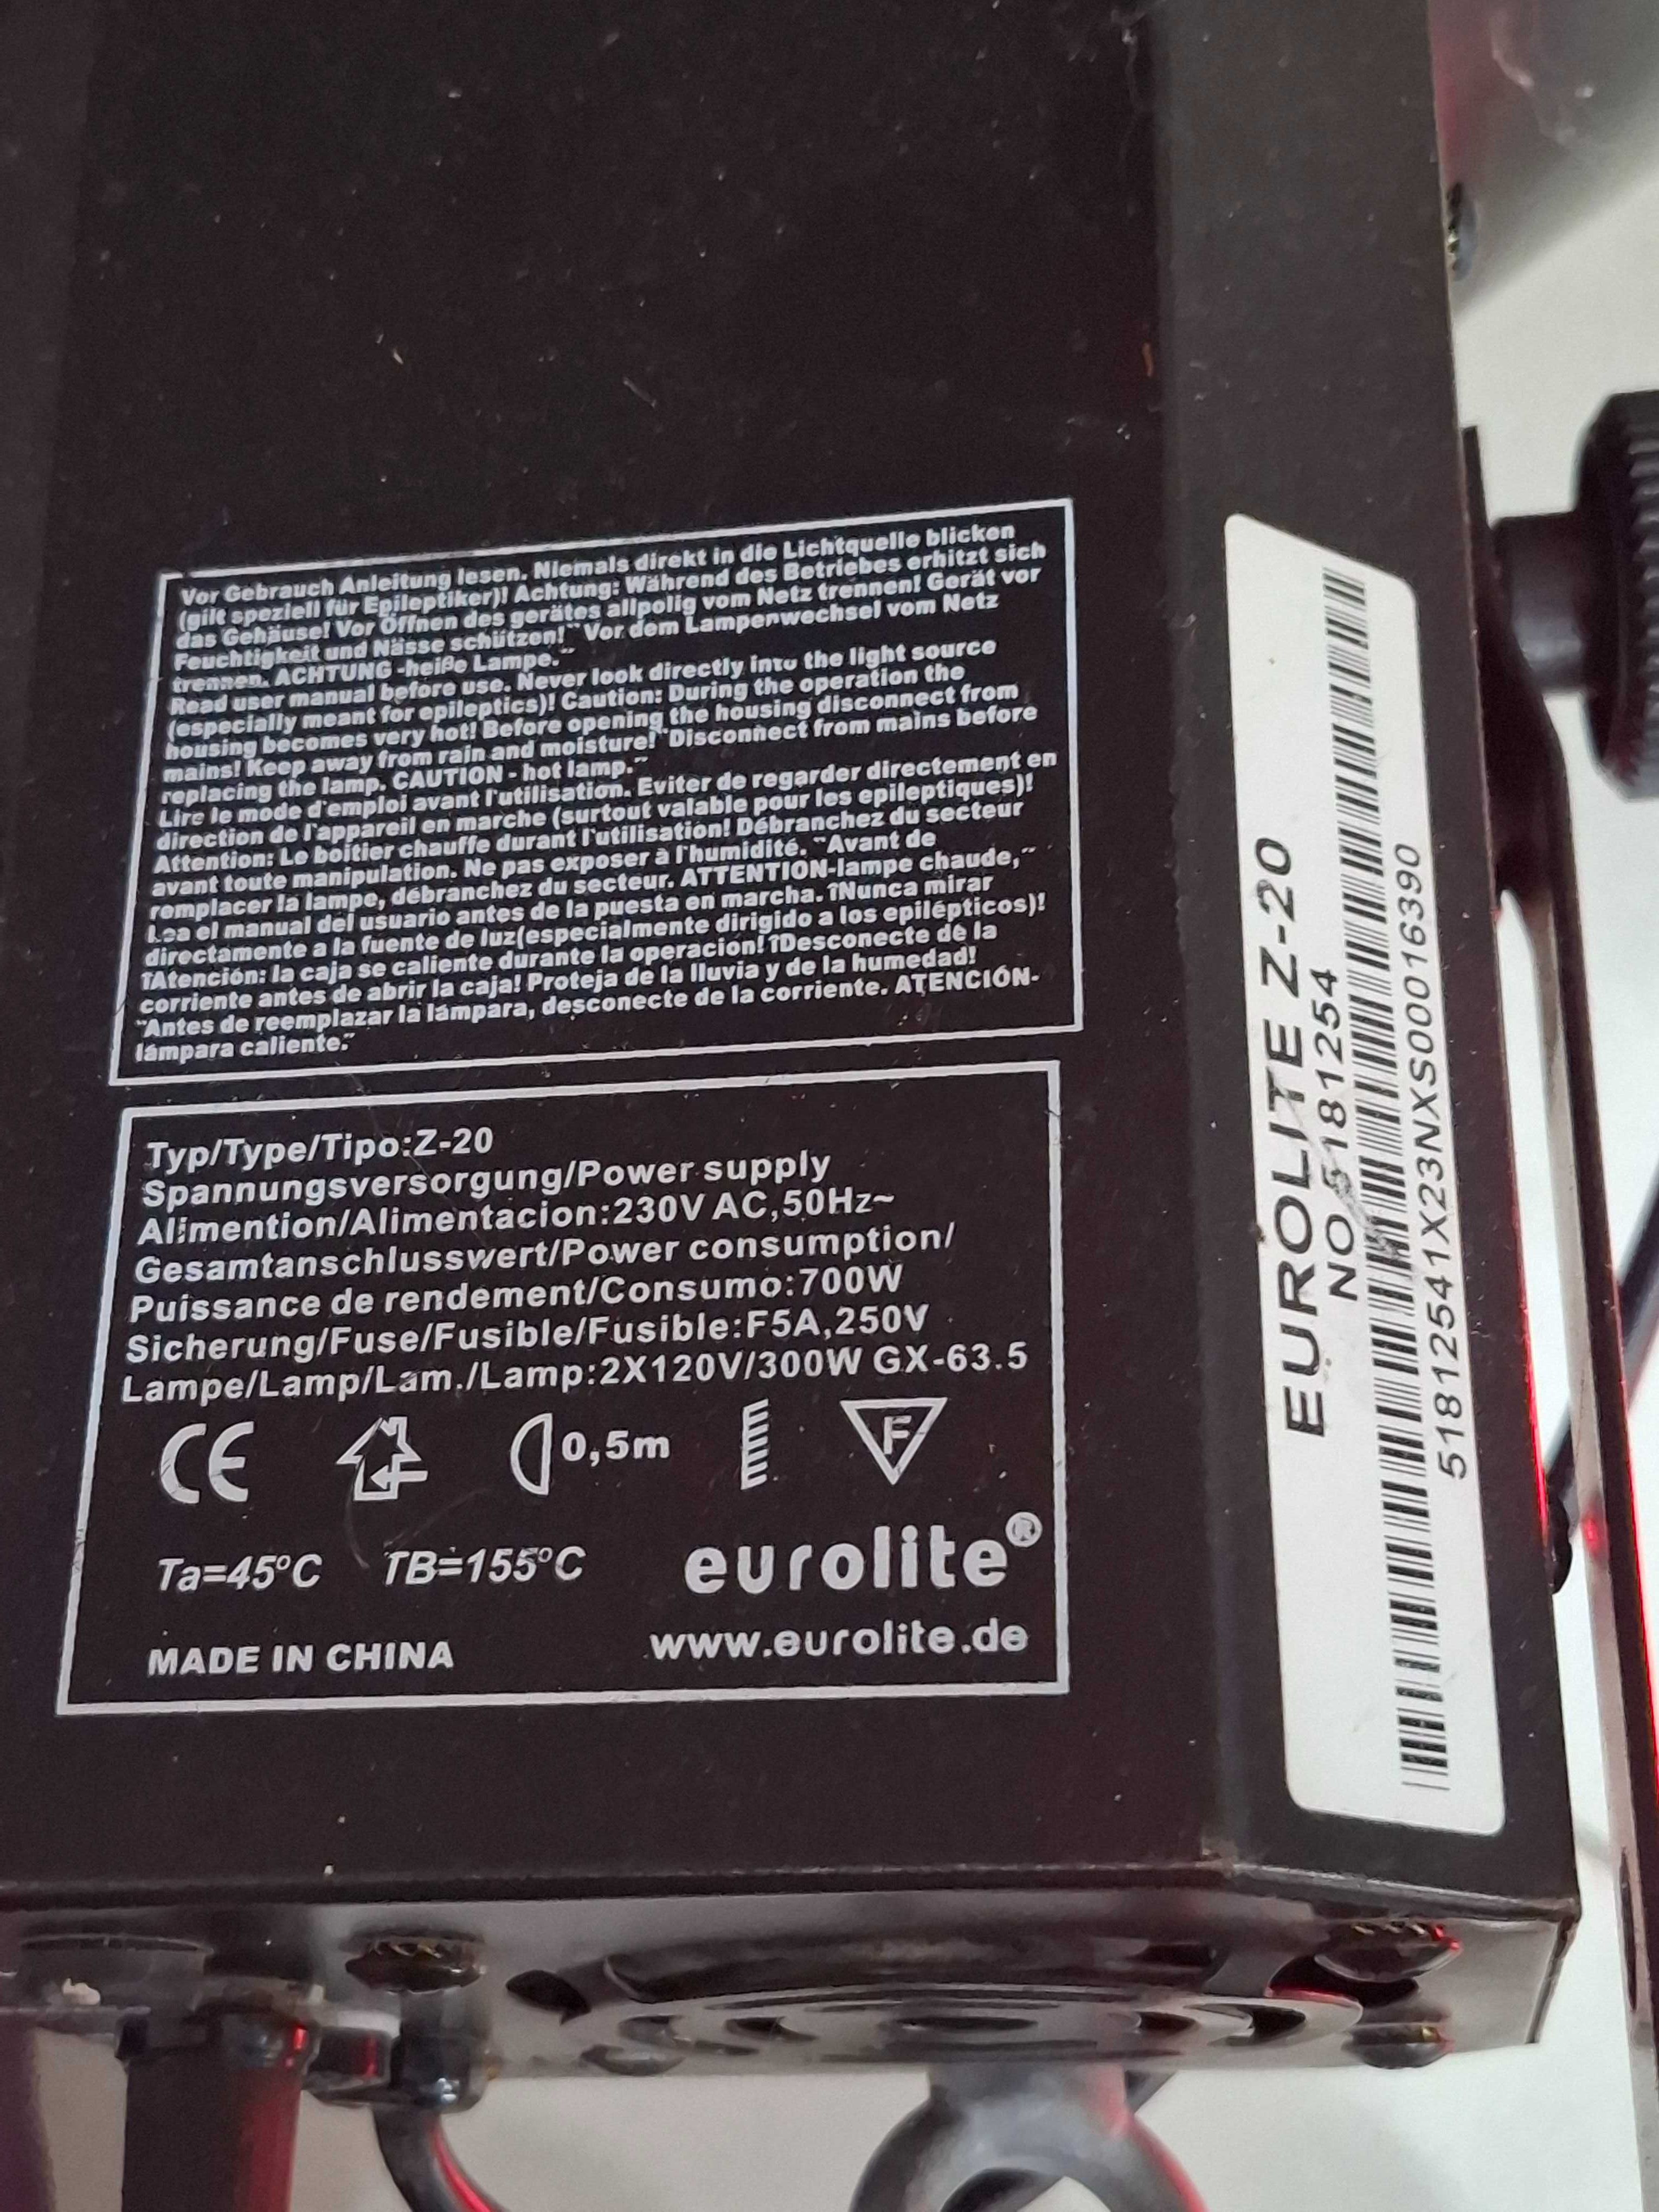 Vor Gebrauch Anleitung lesen. Niemals direkt in die Lichtquelle blicken
(gilt speziell für Epileptiker)! Achtung: Während des Betriebes erhitzt sich
das Gehäuse! Vor Öffnen des gerätes allpolig vom Netz trennen! Gerät vor
Feuchtigkeit und Nässe schützen! "Vor dem Lampenwechsel vom Netz
trennen. ACHTUNG -heiße Lampe."
Read user manual before use. Never look directly into the light source
(especially meant for epileptics)! Caution: During the operation the
housing becomes very hot! Before opening the housing disconnect from
mains! Keep away from rain and moisture! "Disconnect from mains before
replacing the lamp. CAUTION - hot lamp."
Lire le mode d'emploi avant l'utilisation. Eviter de regarder directement en
direction de l'appareil en marche (surtout valable pour les epileptiques)!
Attention: Le boîtier chauffe durant l'utilisation! Débranchez du secteur
avant toute manipulation. Ne pas exposer à l'humidité. "Avant de
remplacer la lampe, débranchez du secteur. ATTENTION-lampe chaude,"
Lea el manual del usuario antes de la puesta en marcha. îNunca mirar
directamente a la fuente de luz(especialmente dirigido a los epilépticos)!
îAtención: la caja se caliente durante la operacion! îDesconecte de la
corriente antes de abrir la caja! Proteja de la lluvia y de la humedad!
"Antes de reemplazar la lámpara, desconecte de la corriente. ATENCIÓN-
lámpara caliente."
Typ/Type/Tipo:Z-20
Spannungsversorgung/Power supply
Alimention/Alimentacion:230V AC,50Hz~
Gesamtanschlusswert/Power consumption/
Puissance de rendement/Consumo:700W
Sicherung/Fuse/Fusible/Fusible:F5A,250V
Lampe/Lamp/Lam./Lamp:2X120V/300W GX-63.5
CE 0,5m F
Ta=45°C TB=155°C eurolite®
MADE IN CHINA www.eurolite.de
EUROLITE Z-20
NO 5181254
51812541X23NXS000016390